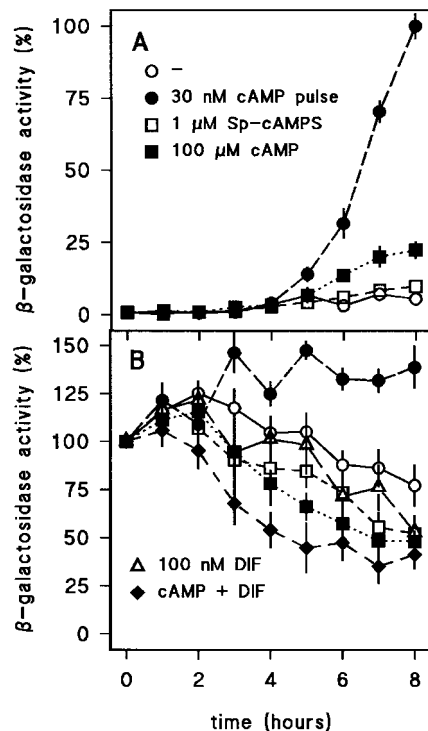 100
75
50
25
0
β-galactosidase activity (%)
A
–
30 nM cAMP pulse
1 μM Sp-cAMPS
100 μM cAMP
150
125
100
75
50
25
0
β-galactosidase activity (%)
B
100 nM DIF
cAMP + DIF
0 2 4 6 8
time (hours)